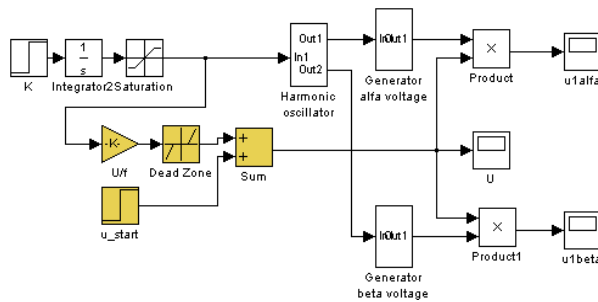 K
1
s
Integrator2
Saturation
In1
Out1
Out2
Harmonic
oscillator
In1
Out1
Generator
alfa voltage
×
Product
u1alfa
-K-
U/f
Dead Zone
+
+
Sum
U
u_start
In1
Out1
Generator
beta voltage
×
Product1
u1beta